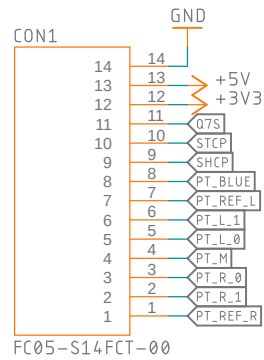 GND
CON1
14 14
13 13 +5V
12 12 +3V3
11 11 Q7S
10 10 STCP
9 9 SHCP
8 8 PT_BLUE
7 7 PT_REF_L
6 6 PT_L_1
5 5 PT_L_0
4 4 PT_M
3 3 PT_R_0
2 2 PT_R_1
1 1 PT_REF_R
FC05-S14FCT-00